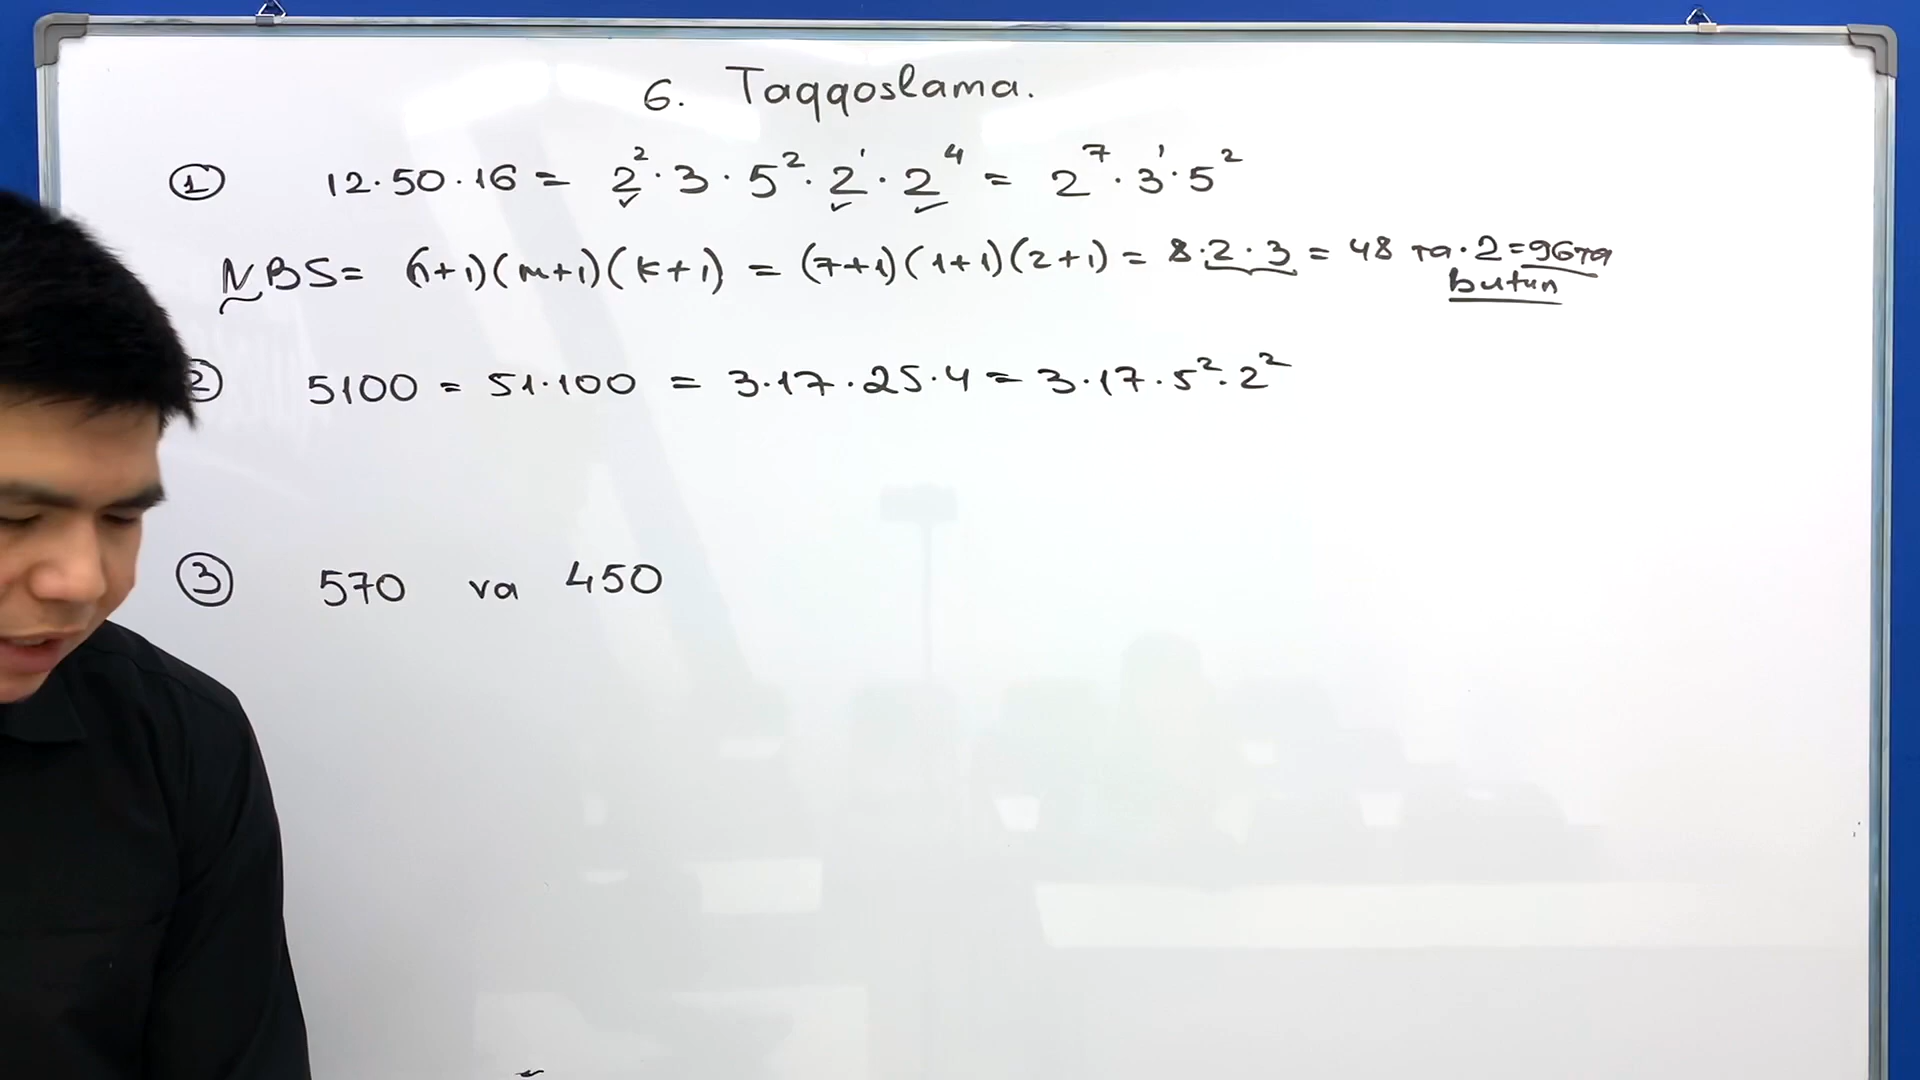 6. Taqqoslama.
① 12·50·16 = 2²·3·5²·2¹·2⁴ = 2⁷·3¹·5²
NBS = (n+1)(m+1)(k+1) = (7+1)(1+1)(2+1) = 8·2·3 = 48 ta·2=96ta
butun
② 5100 = 51·100 = 3·17·25·4 = 3·17·5²·2²
③ 570 va 450